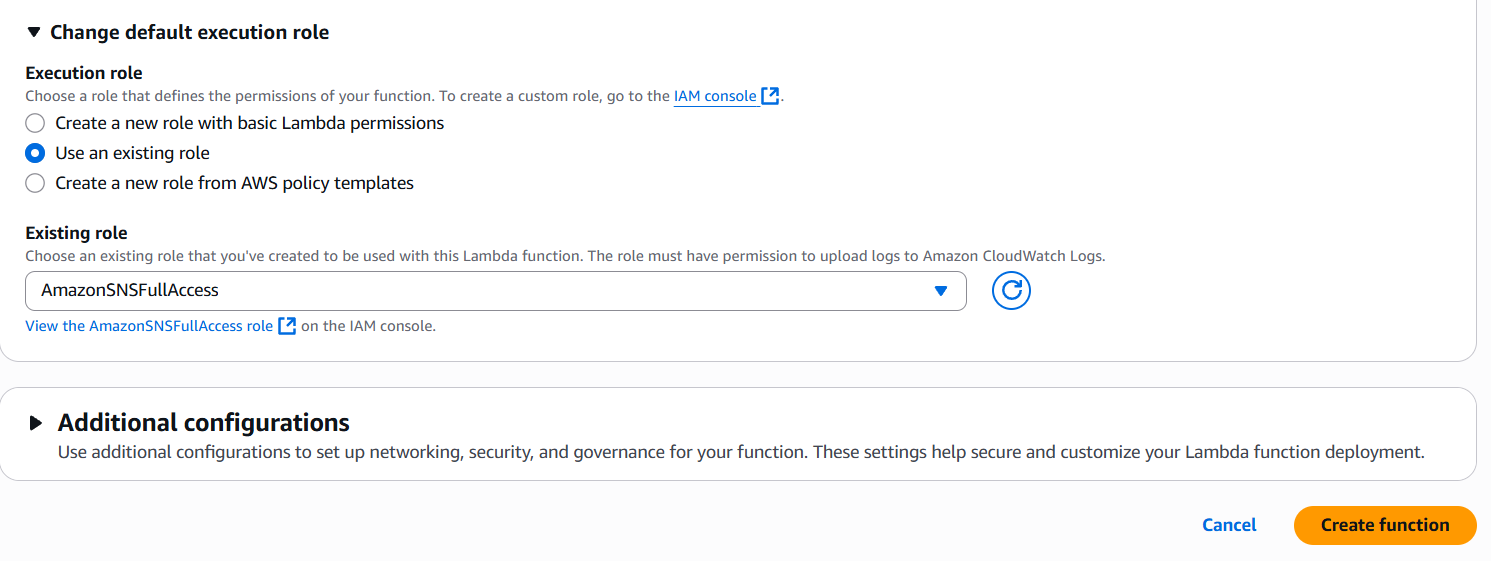 Change default execution role
Execution role
Choose a role that defines the permissions of your function. To create a custom role, go to the IAM console.
Create a new role with basic Lambda permissions
Use an existing role
Create a new role from AWS policy templates
Existing role
Choose an existing role that you've created to be used with this Lambda function. The role must have permission to upload logs to Amazon CloudWatch Logs.
AmazonSNSFullAccess
View the AmazonSNSFullAccess role on the IAM console.
Additional configurations
Use additional configurations to set up networking, security, and governance for your function. These settings help secure and customize your Lambda function deployment.
Cancel Create function